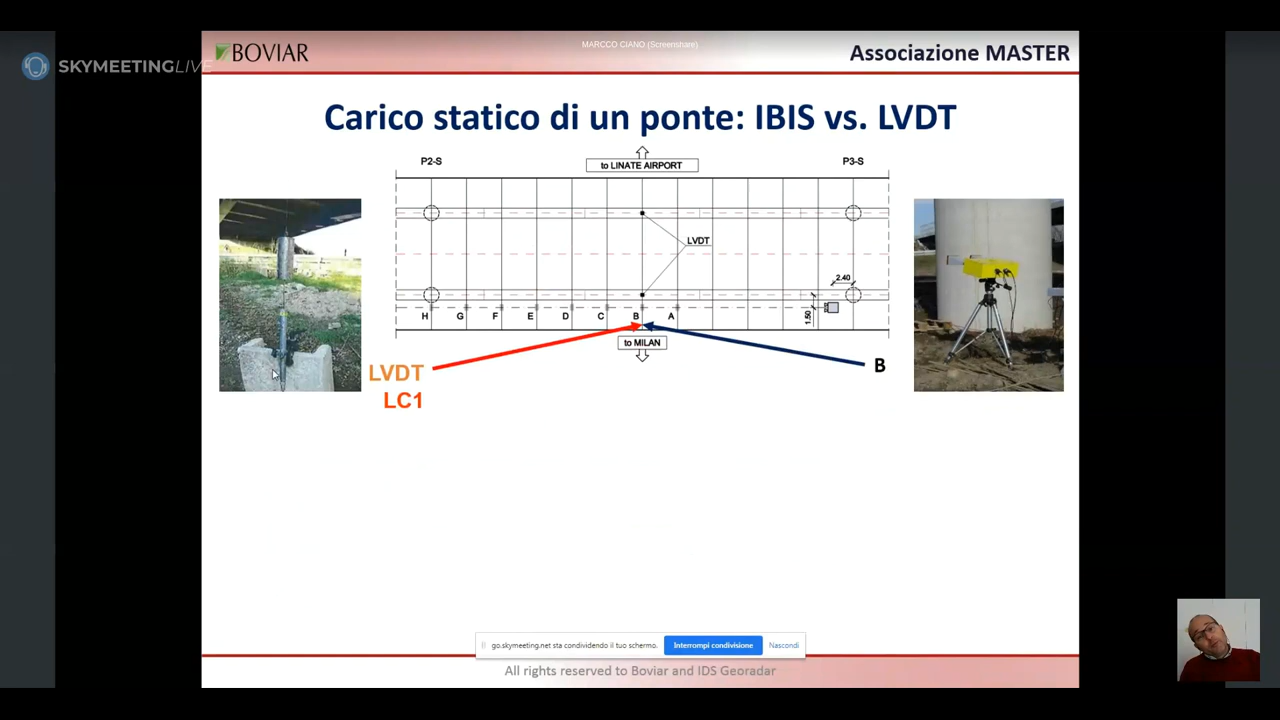 SKYMEETINGLIVE
BOVIAR
MARCCO CIANO (Screenshare)
Associazione MASTER
Carico statico di un ponte: IBIS vs. LVDT
P2-S
to LINATE AIRPORT
P3-S
LVDT
2.40
1.50
H G F E D C B A
to MILAN
LVDT
LC1
B
go.skymeeting.net sta condividendo il tuo schermo.
Interrompi condivisione
Nascondi
All rights reserved to Boviar and IDS Georadar